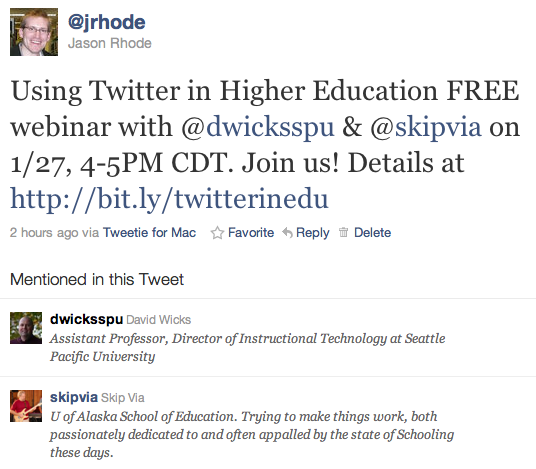 @jrhode
Jason Rhode
Using Twitter in Higher Education FREE
webinar with @dwicksspu & @skipvia on
1/27, 4-5PM CDT. Join us! Details at
http://bit.ly/twitterinedu
2 hours ago via Tweetie for Mac Favorite Reply Delete
Mentioned in this Tweet
dwicksspu David Wicks
Assistant Professor, Director of Instructional Technology at Seattle
Pacific University
skipvia Skip Via
U of Alaska School of Education. Trying to make things work, both
passionately dedicated to and often appalled by the state of Schooling
these days.